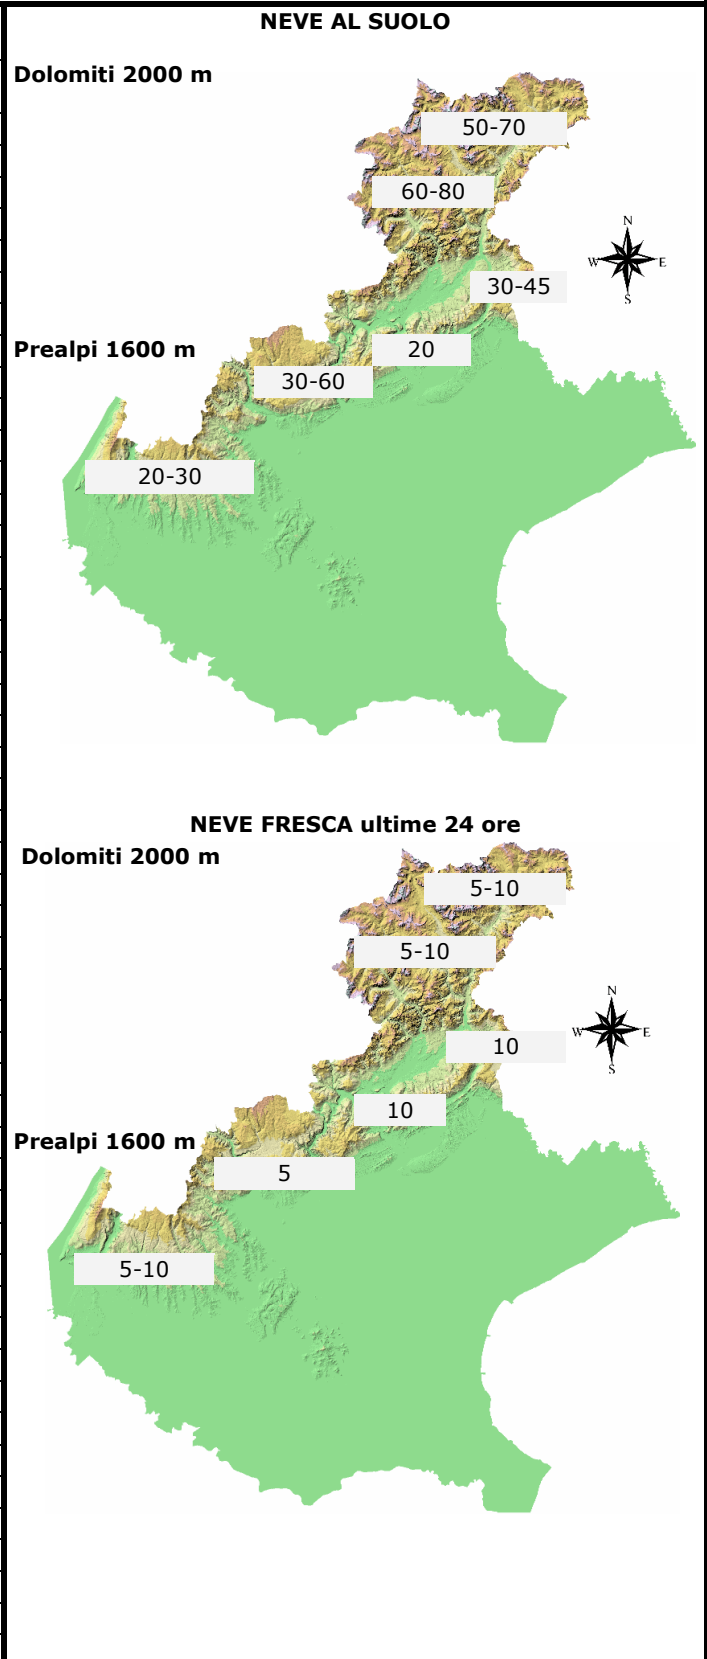 NEVE AL SUOLO
Dolomiti 2000 m
50-70
60-80
N
W E
S
30-45
Prealpi 1600 m
20
30-60
20-30
NEVE FRESCA ultime 24 ore
Dolomiti 2000 m
5-10
5-10
N
W E
S
10
10
Prealpi 1600 m
5
5-10